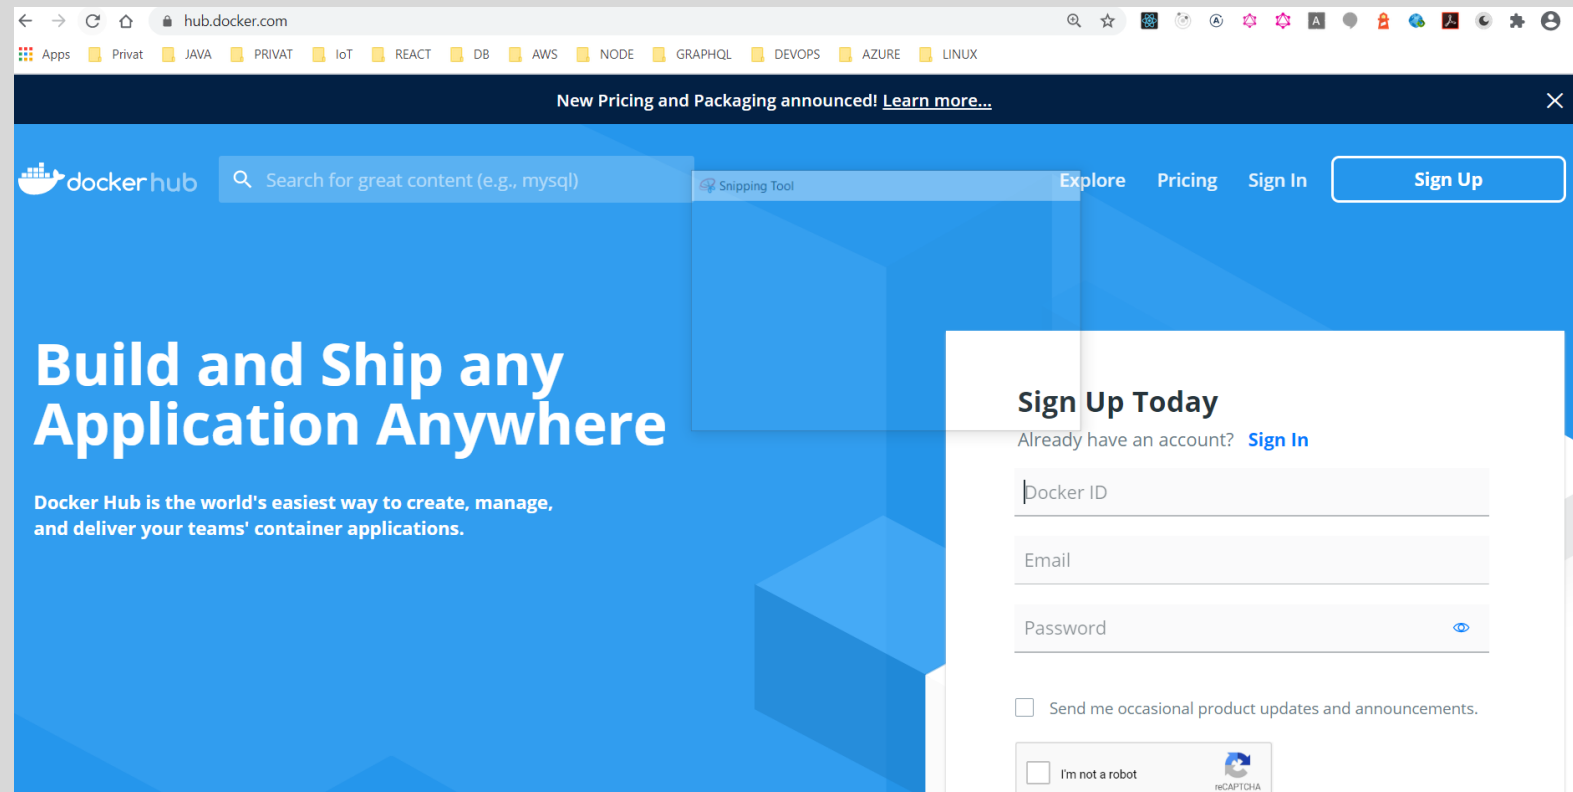 hub.docker.com
Apps Privat JAVA PRIVAT IoT REACT DB AWS NODE GRAPHQL DEVOPS AZURE LINUX
New Pricing and Packaging announced! Learn more...
dockerhub Search for great content (e.g., mysql) Explore Pricing Sign In Sign Up
Snipping Tool
Build and Ship any
Application Anywhere
Docker Hub is the world's easiest way to create, manage,
and deliver your teams' container applications.
Sign Up Today
Already have an account? Sign In
Docker ID
Email
Password
Send me occasional product updates and announcements.
I'm not a robot
reCAPTCHA